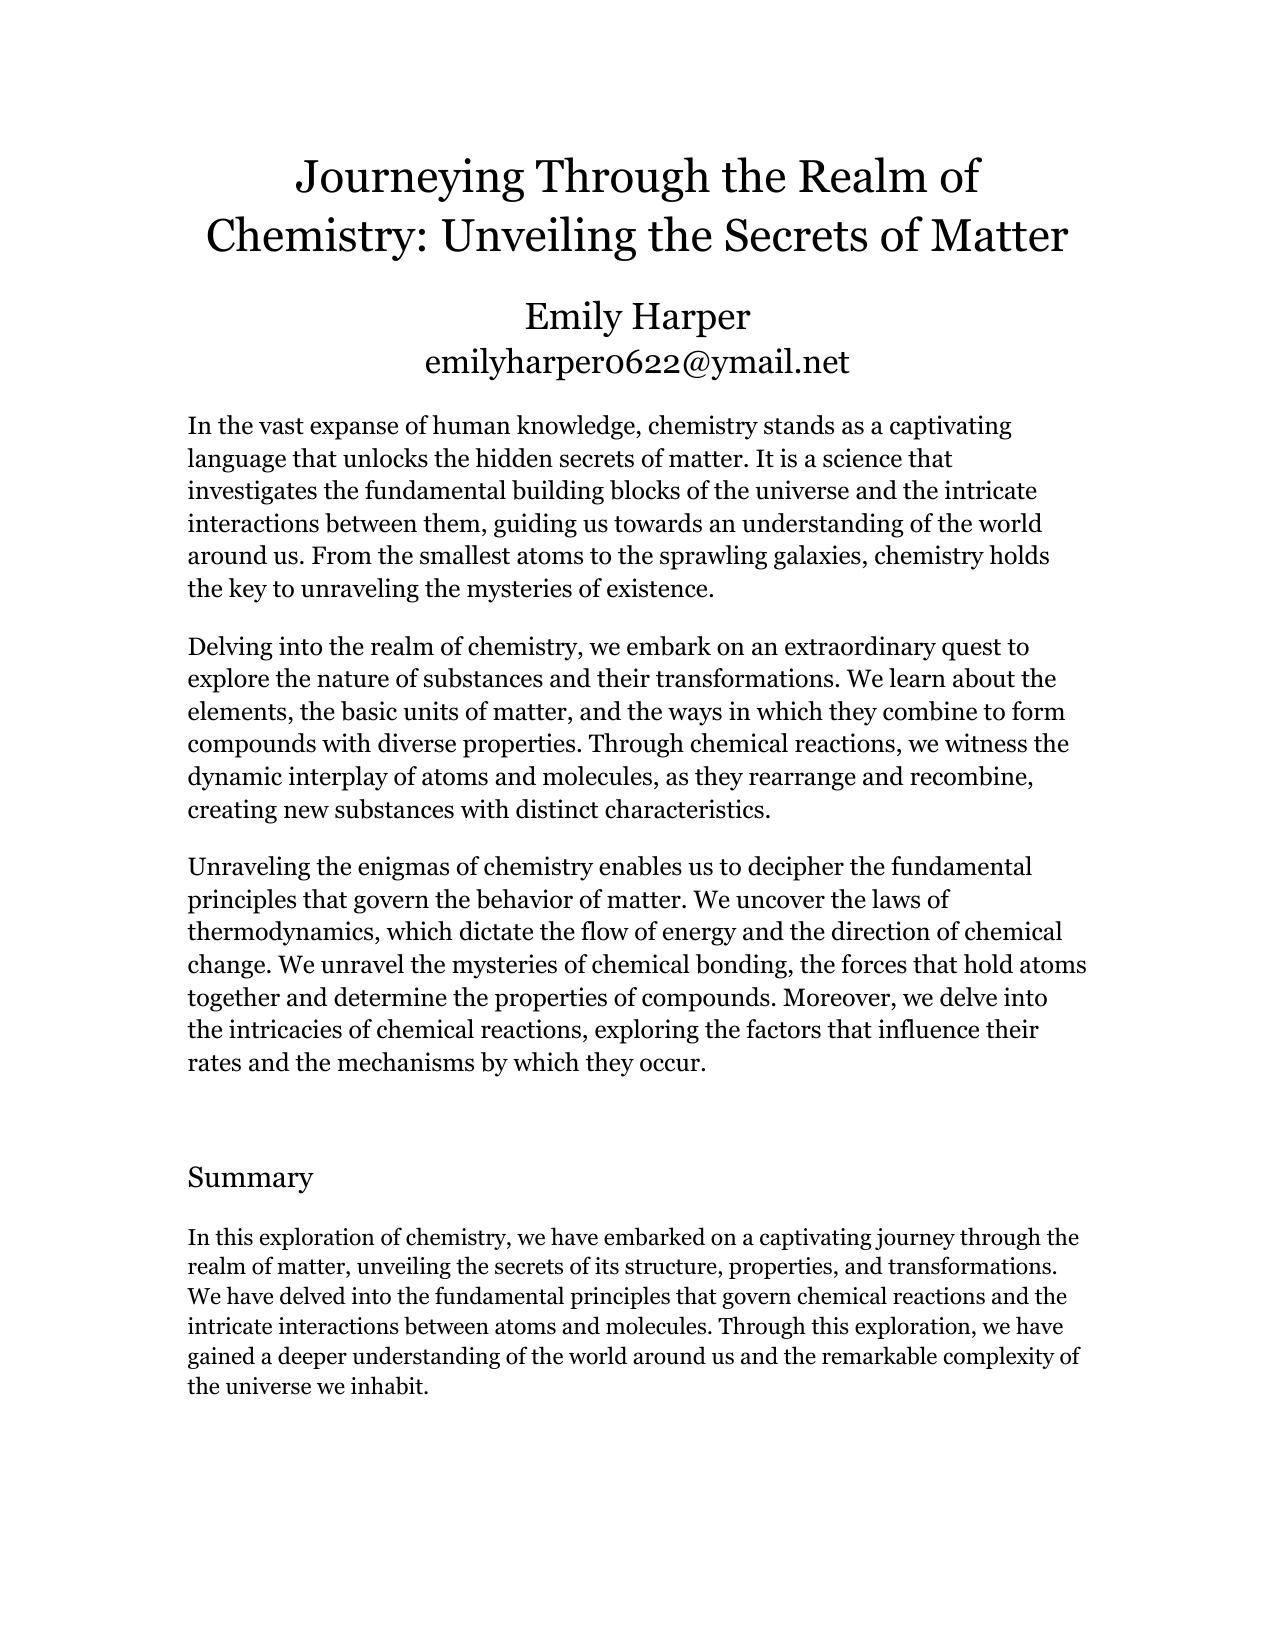 Journeying Through the Realm of
Chemistry: Unveiling the Secrets of Matter
Emily Harper
emilyharper0622@ymail.net
In the vast expanse of human knowledge, chemistry stands as a captivating
language that unlocks the hidden secrets of matter. It is a science that
investigates the fundamental building blocks of the universe and the intricate
interactions between them, guiding us towards an understanding of the world
around us. From the smallest atoms to the sprawling galaxies, chemistry holds
the key to unraveling the mysteries of existence.
Delving into the realm of chemistry, we embark on an extraordinary quest to
explore the nature of substances and their transformations. We learn about the
elements, the basic units of matter, and the ways in which they combine to form
compounds with diverse properties. Through chemical reactions, we witness the
dynamic interplay of atoms and molecules, as they rearrange and recombine,
creating new substances with distinct characteristics.
Unraveling the enigmas of chemistry enables us to decipher the fundamental
principles that govern the behavior of matter. We uncover the laws of
thermodynamics, which dictate the flow of energy and the direction of chemical
change. We unravel the mysteries of chemical bonding, the forces that hold atoms
together and determine the properties of compounds. Moreover, we delve into
the intricacies of chemical reactions, exploring the factors that influence their
rates and the mechanisms by which they occur.
Summary
In this exploration of chemistry, we have embarked on a captivating journey through the
realm of matter, unveiling the secrets of its structure, properties, and transformations.
We have delved into the fundamental principles that govern chemical reactions and the
intricate interactions between atoms and molecules. Through this exploration, we have
gained a deeper understanding of the world around us and the remarkable complexity of
the universe we inhabit.